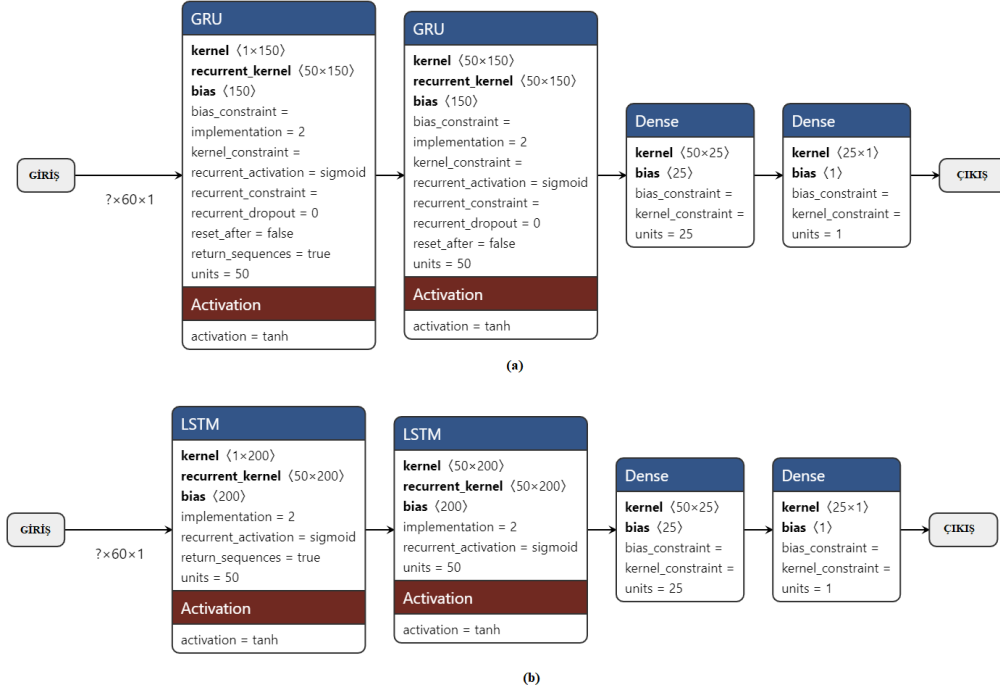 GRU
kernel ⟨1×150⟩
recurrent_kernel ⟨50×150⟩
bias ⟨150⟩
bias_constraint =
implementation = 2
kernel_constraint =
recurrent_activation = sigmoid
recurrent_constraint =
recurrent_dropout = 0
reset_after = false
return_sequences = true
units = 50
Activation
activation = tanh
GRU
kernel ⟨50×150⟩
recurrent_kernel ⟨50×150⟩
bias ⟨150⟩
bias_constraint =
implementation = 2
kernel_constraint =
recurrent_activation = sigmoid
recurrent_constraint =
recurrent_dropout = 0
reset_after = false
units = 50
Activation
activation = tanh
Dense
kernel ⟨50×25⟩
bias ⟨25⟩
bias_constraint =
kernel_constraint =
units = 25
Dense
kernel ⟨25×1⟩
bias ⟨1⟩
bias_constraint =
kernel_constraint =
units = 1
GİRİŞ
?×60×1
ÇIKIŞ
(a)
LSTM
kernel ⟨1×200⟩
recurrent_kernel ⟨50×200⟩
bias ⟨200⟩
implementation = 2
recurrent_activation = sigmoid
return_sequences = true
units = 50
Activation
activation = tanh
LSTM
kernel ⟨50×200⟩
recurrent_kernel ⟨50×200⟩
bias ⟨200⟩
implementation = 2
recurrent_activation = sigmoid
units = 50
Activation
activation = tanh
Dense
kernel ⟨50×25⟩
bias ⟨25⟩
bias_constraint =
kernel_constraint =
units = 25
Dense
kernel ⟨25×1⟩
bias ⟨1⟩
bias_constraint =
kernel_constraint =
units = 1
GİRİŞ
?×60×1
ÇIKIŞ
(b)